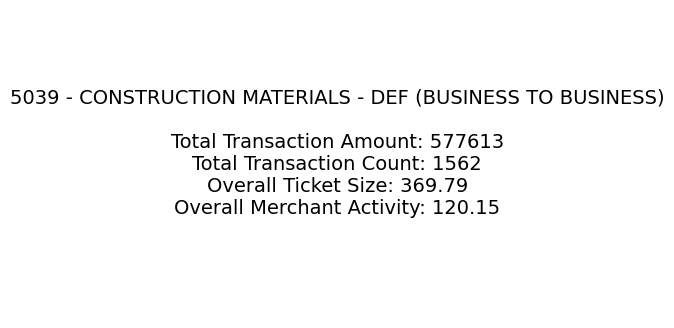 5039 - CONSTRUCTION MATERIALS - DEF (BUSINESS TO BUSINESS)
Total Transaction Amount: 577613
Total Transaction Count: 1562
Overall Ticket Size: 369.79
Overall Merchant Activity: 120.15